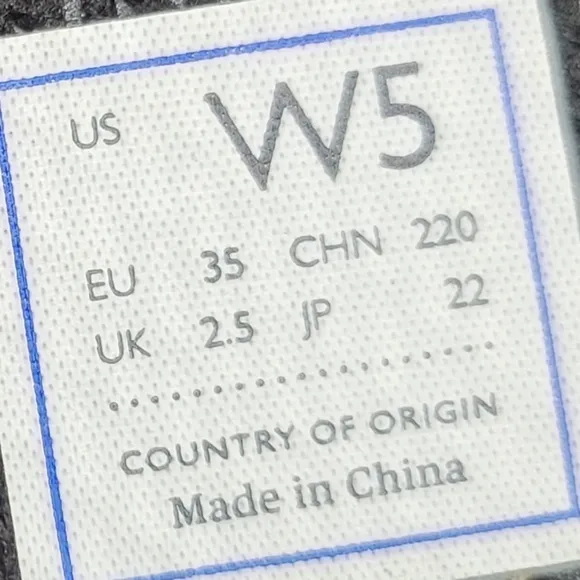 US W5
EU 35 CHN 220
UK 2.5 JP 22
COUNTRY OF ORIGIN
Made in China